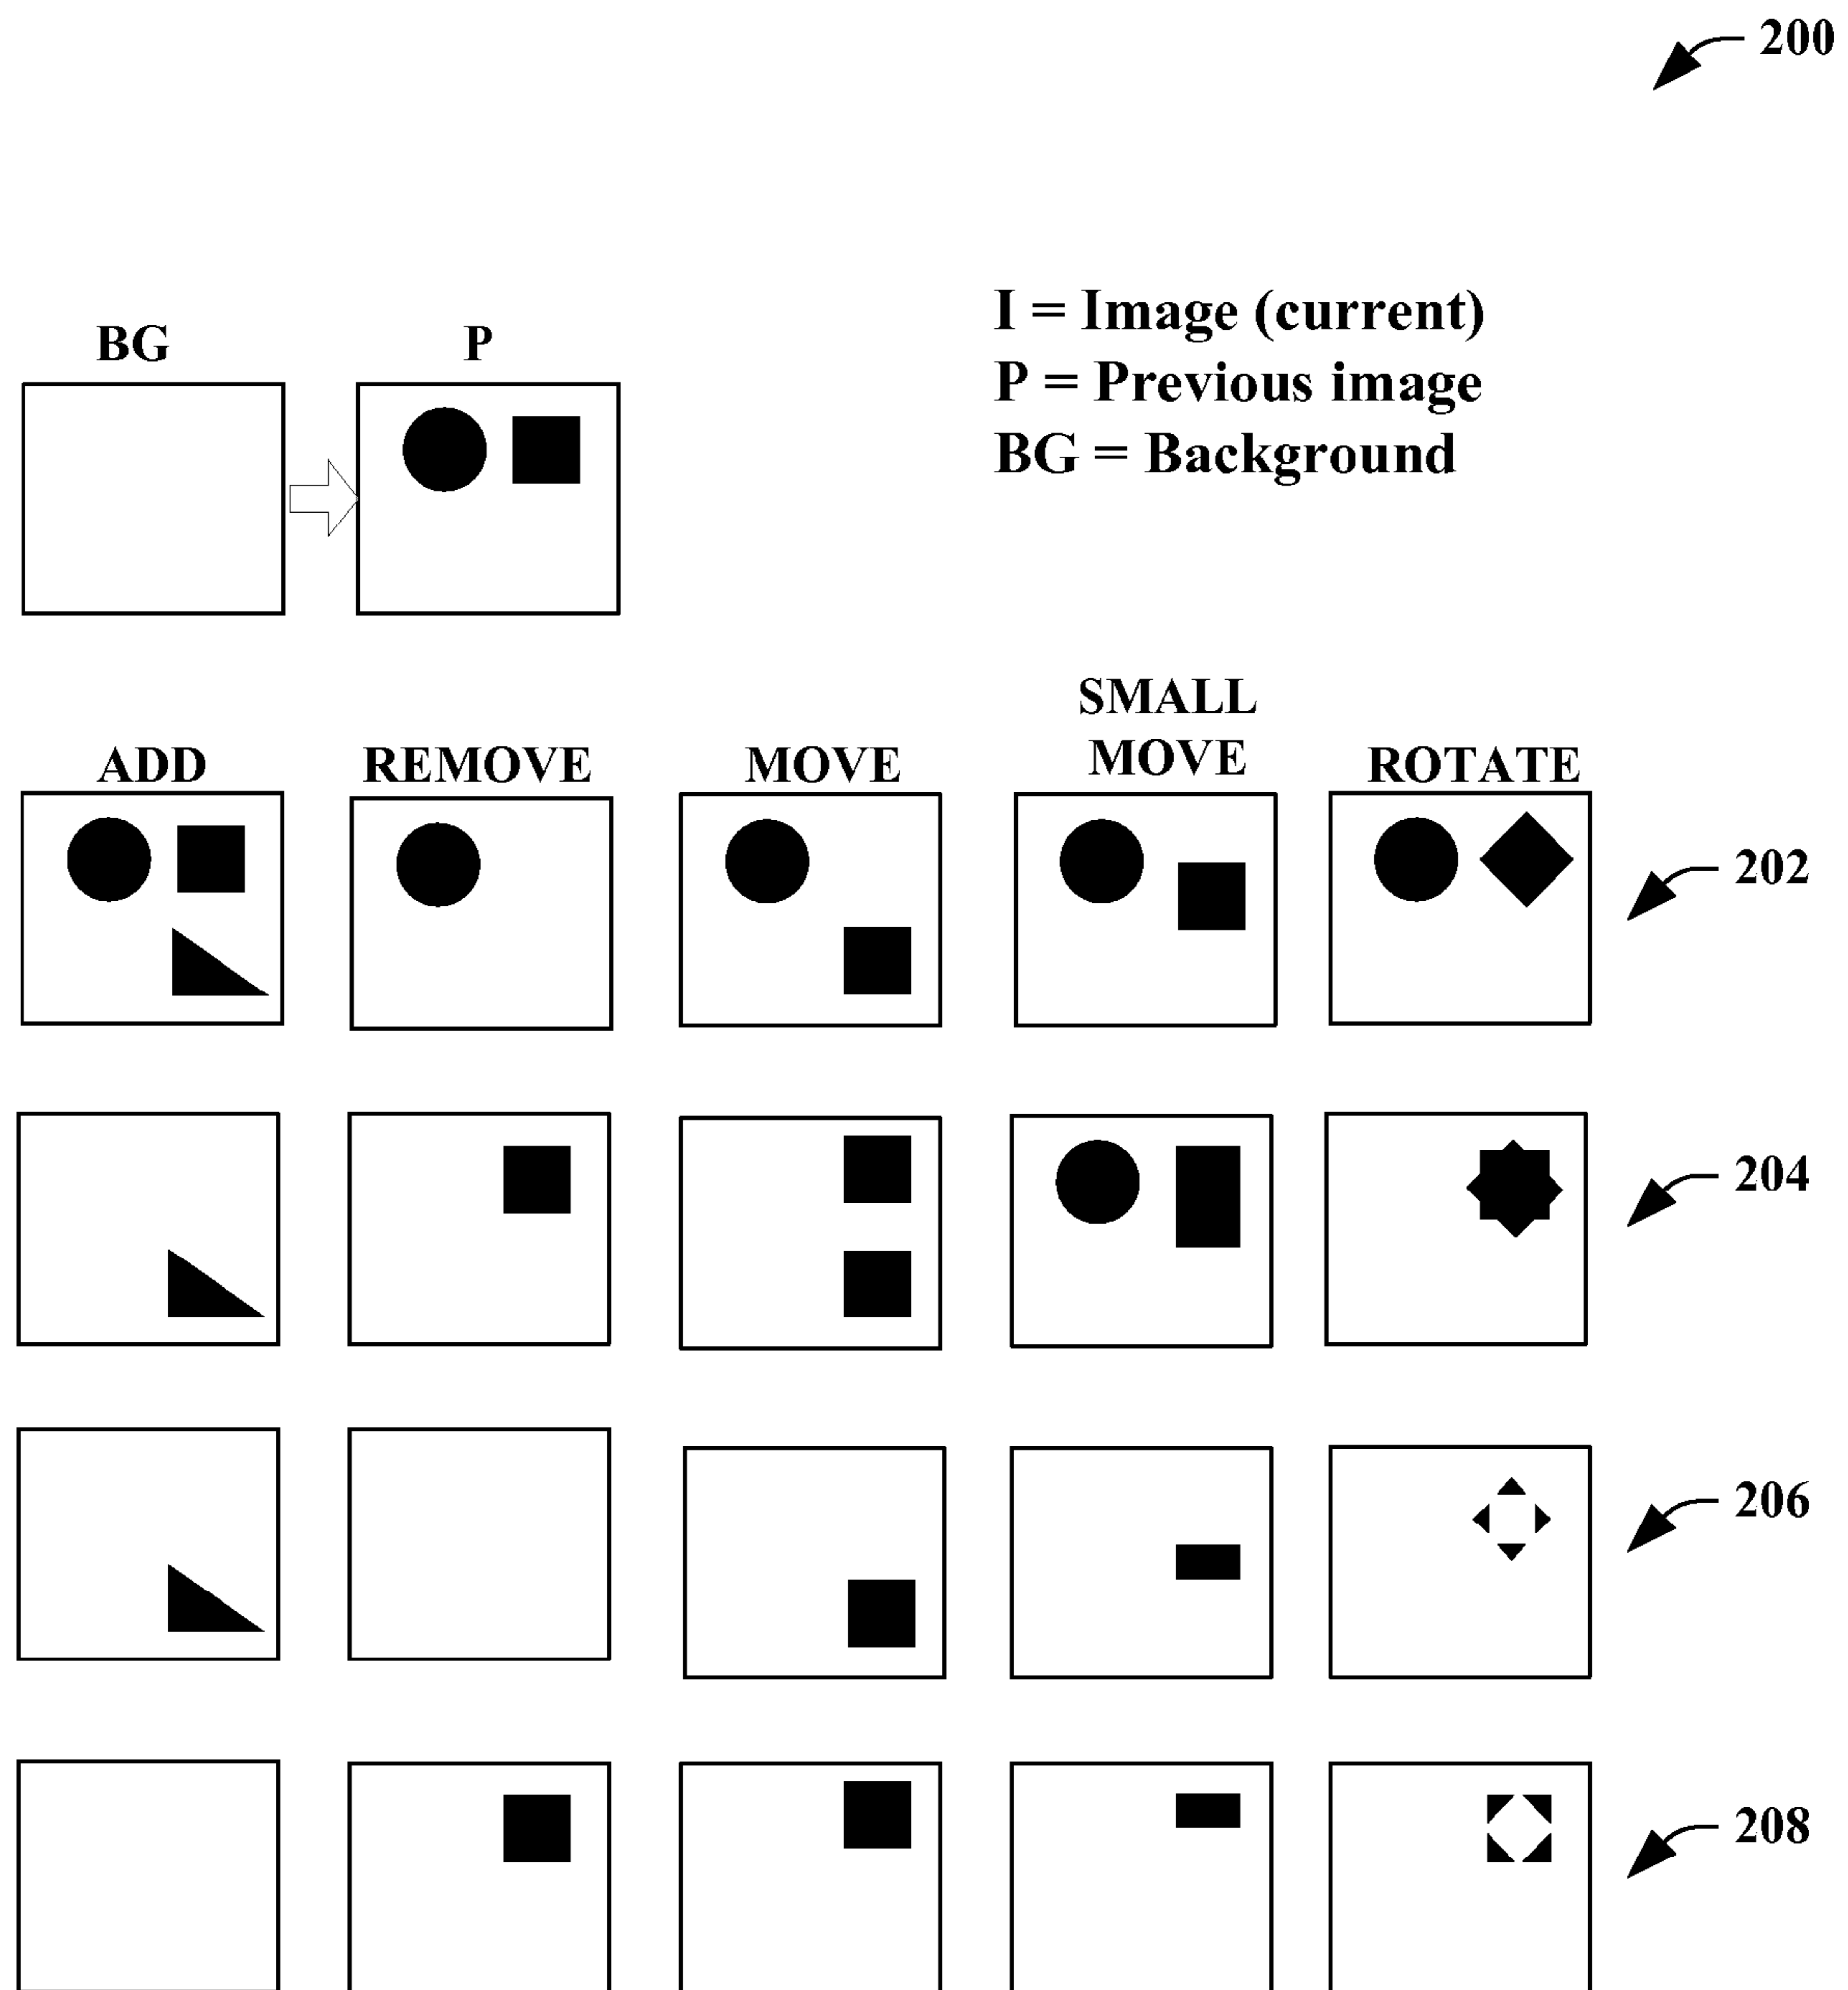 200
BG P
I = Image (current)
P = Previous image
BG = Background
SMALL
ADD REMOVE MOVE MOVE ROTATE
202
204
206
208